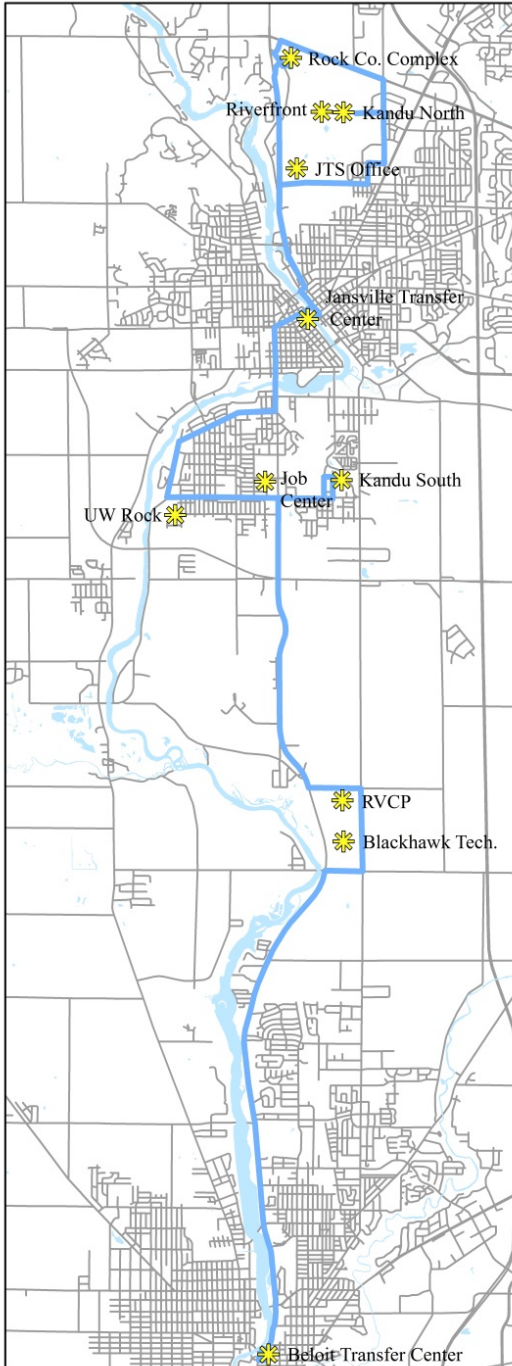 Rock Co. Complex
Riverfront
Kandu North
JTS Office
Jansville Transfer
Center
Job
Center
Kandu South
UW Rock
RVCP
Blackhawk Tech.
Beloit Transfer Center